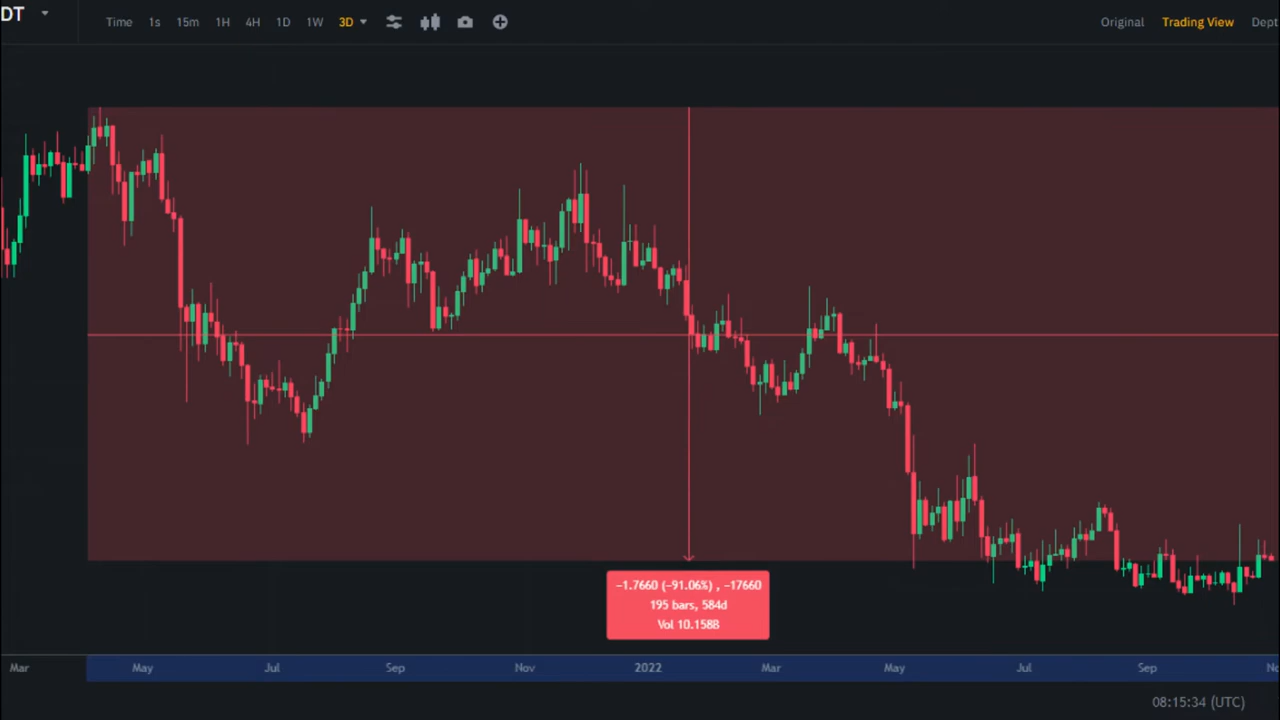 DT
Time 1s 15m 1H 4H 1D 1W 3D
Original Trading View Dept
−1.7660 (−91.06%) , −17660
195 bars, 584d
Vol 10.158B
Mar May Jul Sep Nov 2022 Mar May Jul Sep No
08:15:34 (UTC)